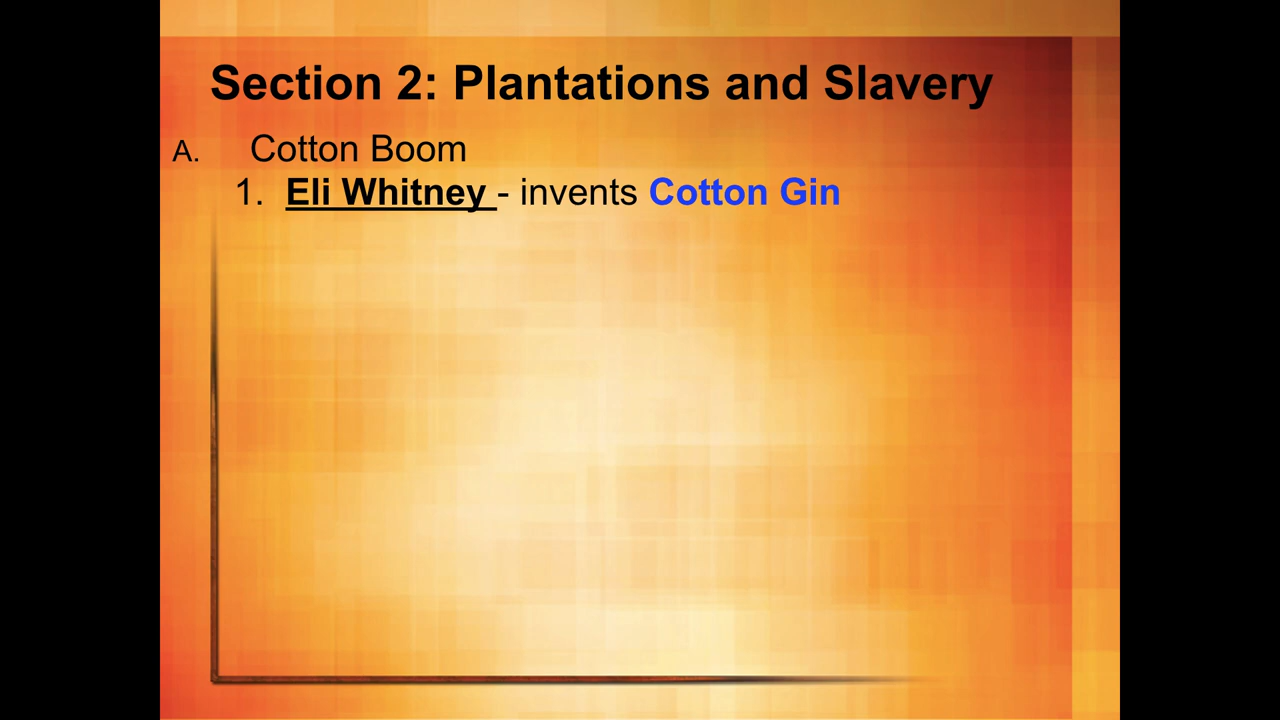 Section 2: Plantations and Slavery
A. Cotton Boom
1. Eli Whitney - invents Cotton Gin